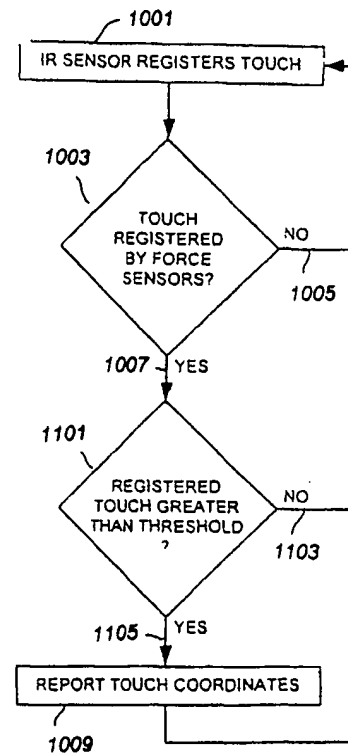 1001
IR SENSOR REGISTERS TOUCH
1003
TOUCH
REGISTERED
BY FORCE
SENSORS?
NO
1005
1007
YES
1101
REGISTERED
TOUCH GREATER
THAN THRESHOLD
?
NO
1103
1105
YES
REPORT TOUCH COORDINATES
1009